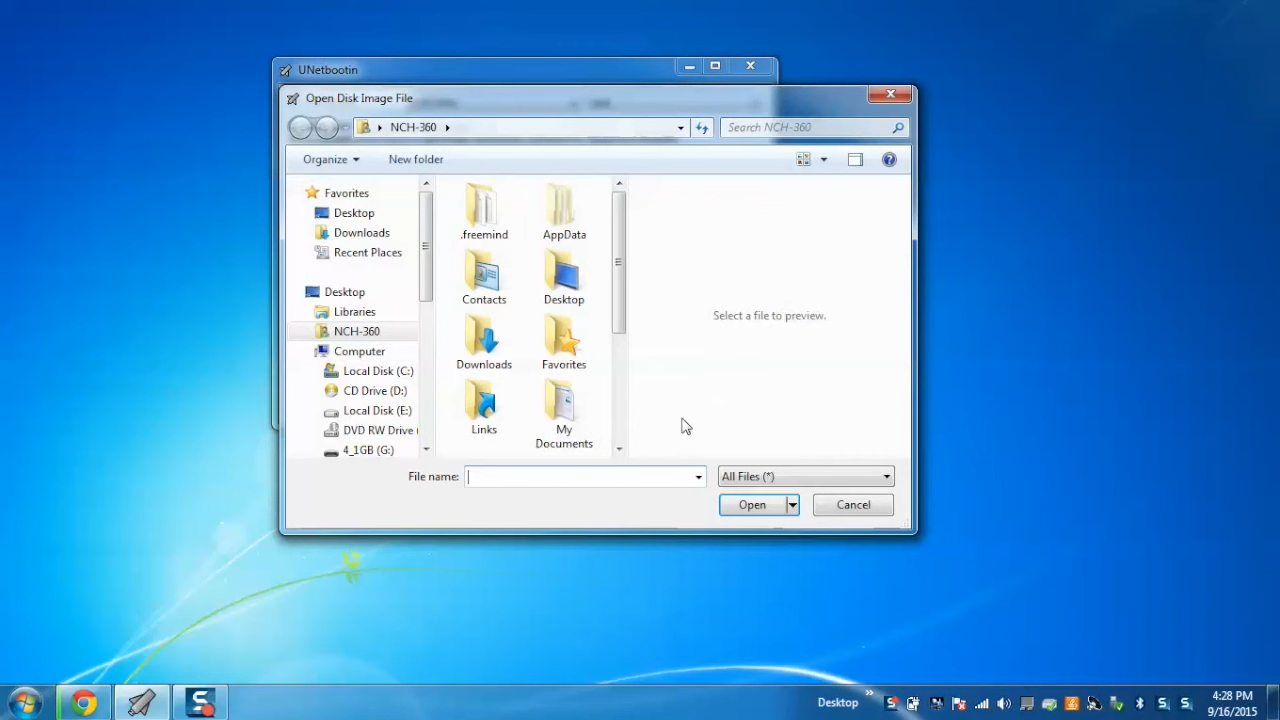 UNetbootin
Open Disk Image File
NCH-360
Search NCH-360
Organize
New folder
Favorites
Desktop
Downloads
Recent Places
Desktop
Libraries
NCH-360
Computer
Local Disk (C:)
CD Drive (D:)
Local Disk (E:)
DVD RW Drive (
4_1GB (G:)
.freemind
AppData
Contacts
Desktop
Downloads
Favorites
Links
My
Documents
Select a file to preview.
File name:
All Files (*)
Open
Cancel
Desktop
4:28 PM
9/16/2015